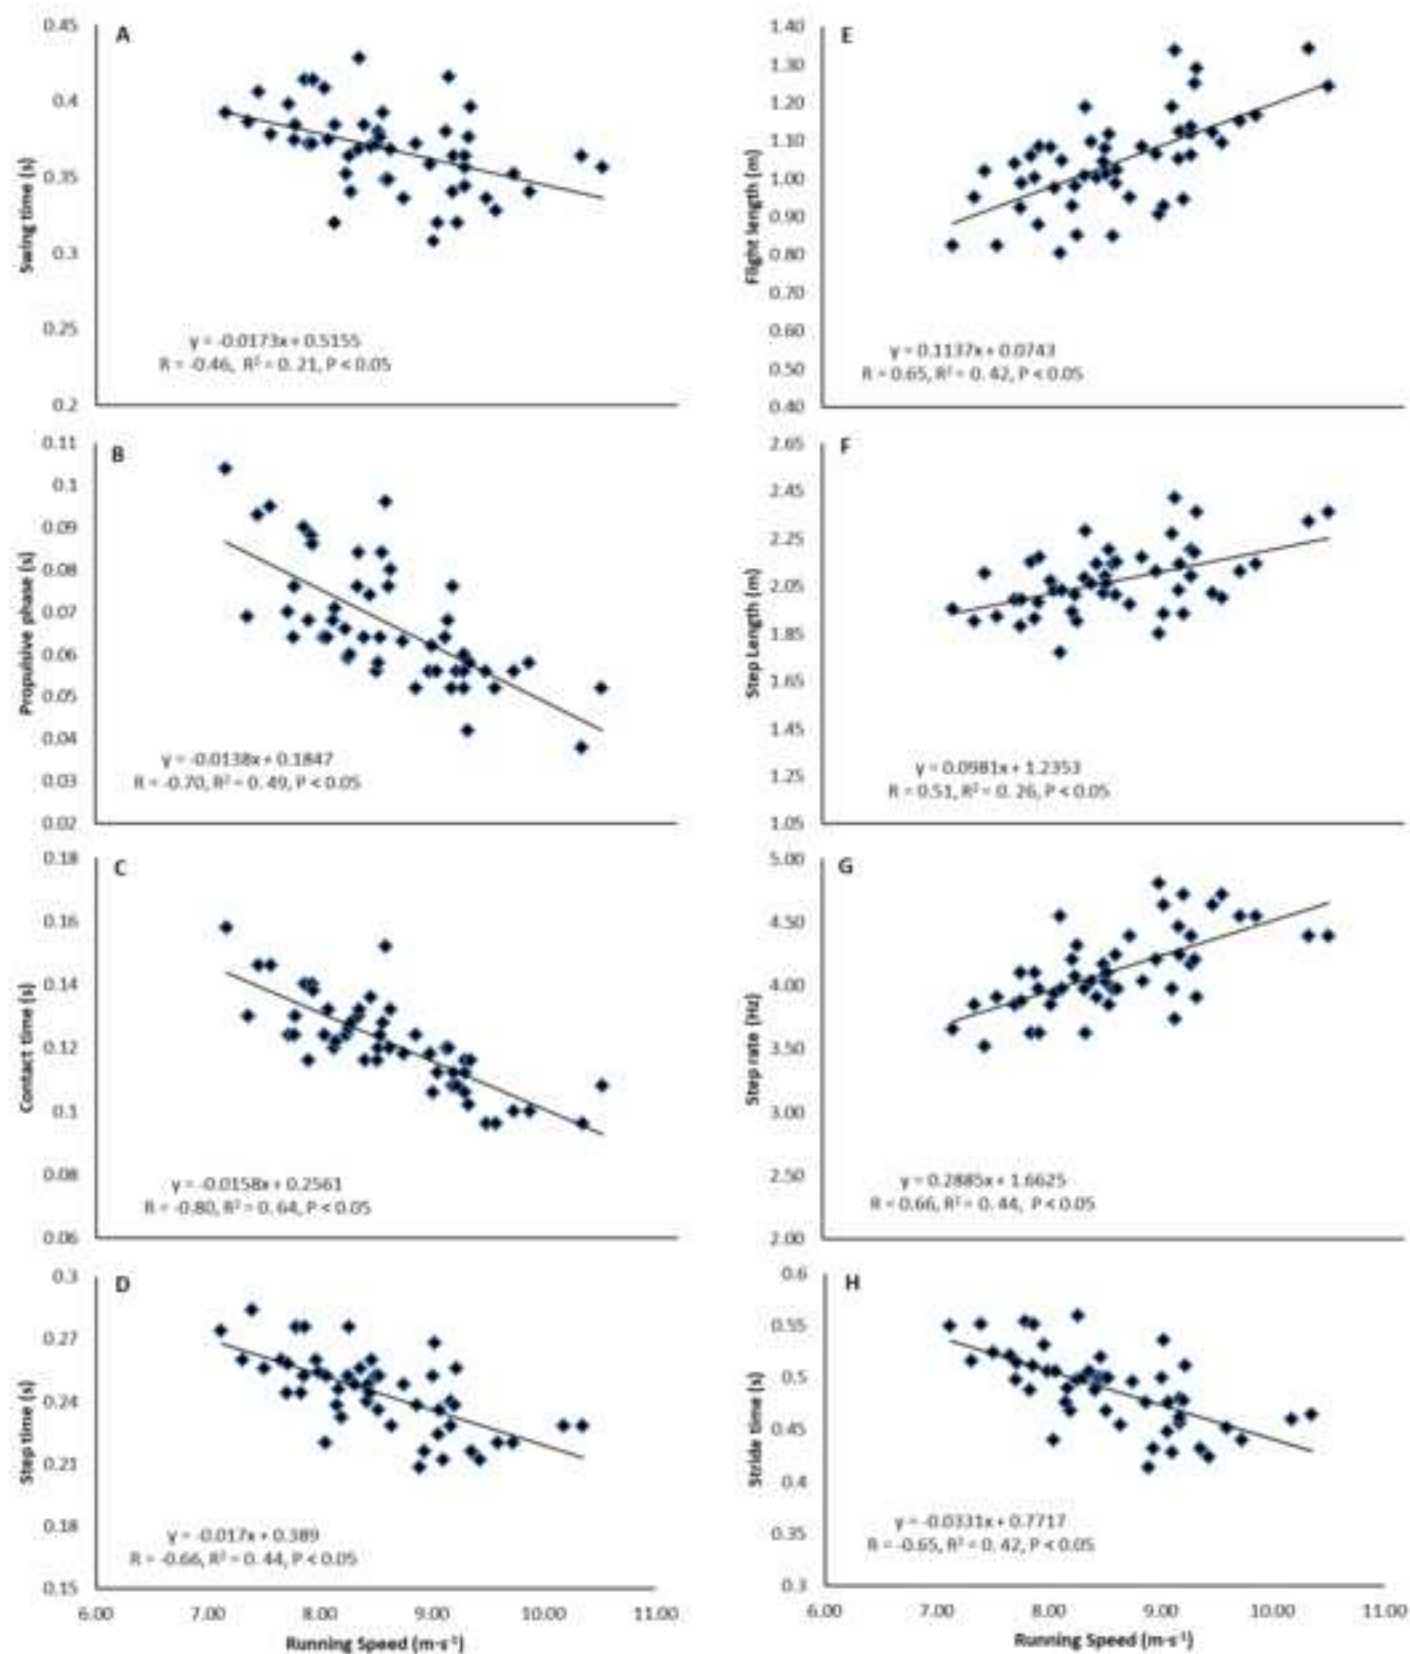 A
0.45
0.4
0.35
0.3
0.25
0.2
Swing time (s)
y = -0.0173x + 0.5155
R = -0.46, R² = 0.21, P < 0.05
B
0.11
0.1
0.09
0.08
0.07
0.06
0.05
0.04
0.03
0.02
Propulsive phase (s)
y = -0.0138x + 0.1847
R = -0.70, R² = 0.49, P < 0.05
C
0.18
0.16
0.14
0.12
0.1
0.08
0.06
Contact time (s)
y = -0.0158x + 0.2561
R = -0.80, R² = 0.64, P < 0.05
D
0.3
0.27
0.24
0.21
0.18
0.15
Step time (s)
y = -0.017x + 0.389
R = -0.66, R² = 0.44, P < 0.05
6.00 7.00 8.00 9.00 10.00 11.00
Running Speed (m·s⁻¹)
E
1.40
1.30
1.20
1.10
1.00
0.90
0.80
0.70
0.60
0.50
0.40
Flight length (m)
y = 0.1137x + 0.0743
R = 0.65, R² = 0.42, P < 0.05
F
2.65
2.45
2.25
2.05
1.85
1.65
1.45
1.25
1.05
Step Length (m)
y = 0.0981x + 1.2353
R = 0.51, R² = 0.26, P < 0.05
G
5.00
4.50
4.00
3.50
3.00
2.50
2.00
Step rate (Hz)
y = 0.2885x + 1.6625
R = 0.66, R² = 0.44, P < 0.05
H
0.6
0.55
0.5
0.45
0.4
0.35
0.3
Stride time (s)
y = -0.0331x + 0.7717
R = -0.65, R² = 0.42, P < 0.05
6.00 7.00 8.00 9.00 10.00 11.00
Running Speed (m·s⁻¹)